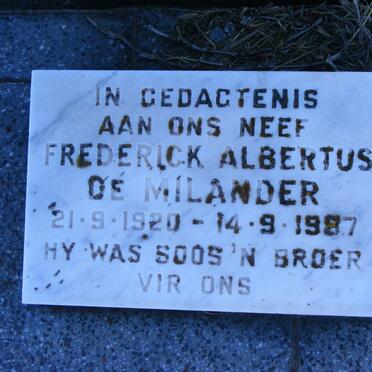 IN GEDAGTENIS
AAN ONS NEEF
FREDERICK ALBERTUS
DE MILANDER
21-9-1920 - 14-9-1987
HY WAS SOOS 'N BROER
VIR ONS